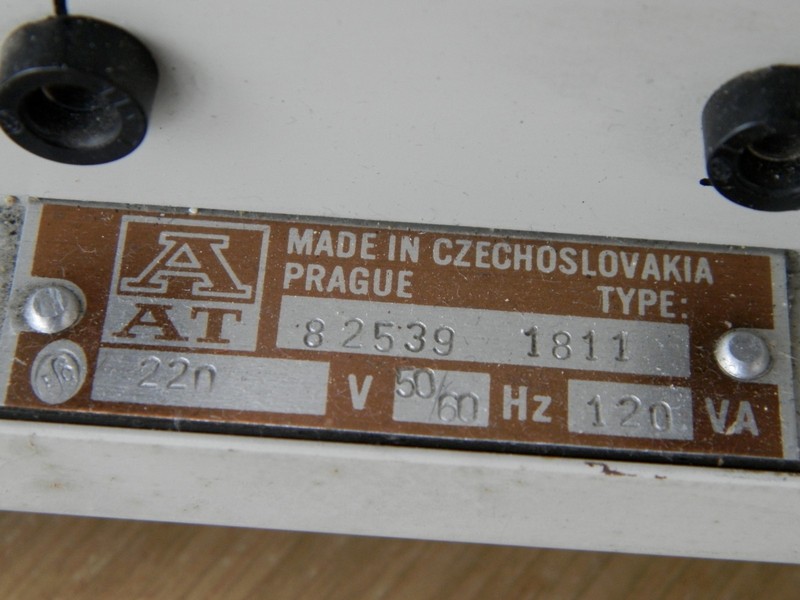 A
AT
MADE IN CZECHOSLOVAKIA
PRAGUE TYPE:
82539 1811
220 V 50/60 Hz 120 VA